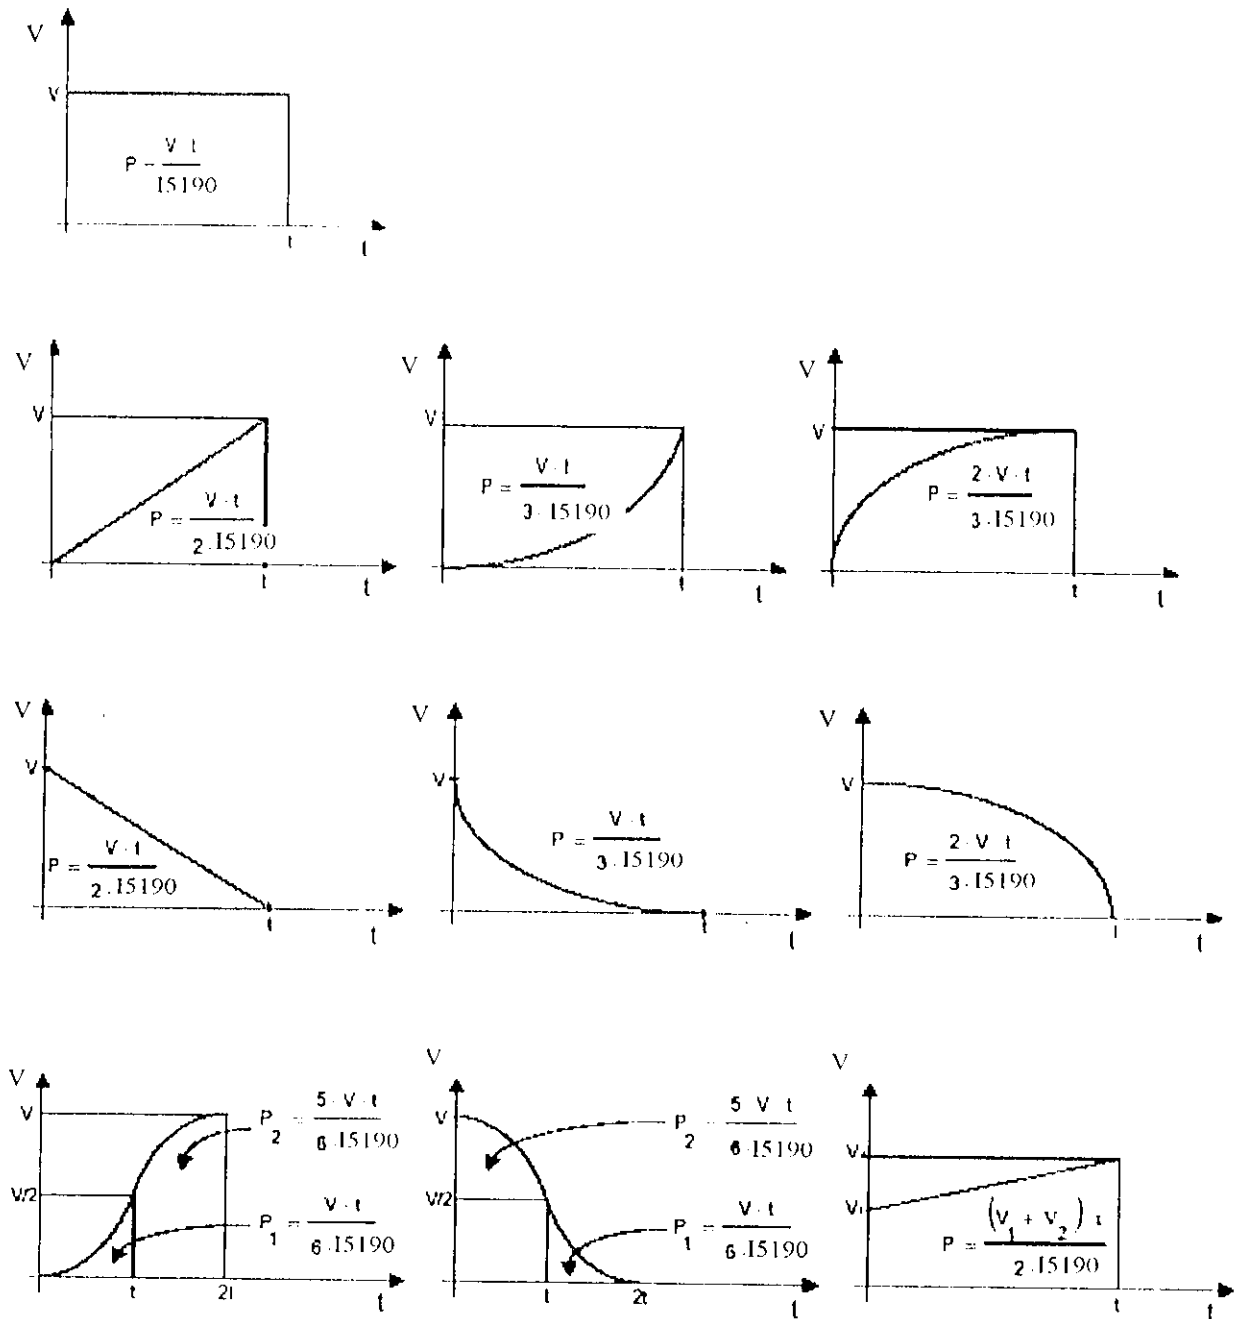 V
V
P = V t / 15190
t
t
V
V
P = V · t / 2 . 15190
t
t
V
V
P = V · t / 3 . 15190
t
t
V
V
P = 2 · V · t / 3 . 15190
t
t
V
V
P = V · t / 2 . 15190
t
t
V
V
P = V · t / 3 . 15190
t
t
V
V
P = 2 · V t / 3 . 15190
t
t
V
V
V/2
P2 = 5 · V · t / 6 . 15190
P1 = V · t / 6 . 15190
t
2t
t
V
V
V/2
P2 = 5 V t / 6 . 15190
P1 = V · t / 6 . 15190
t
2t
t
V
V1
P = (V1 + V2) t / 2 . 15190
t
t